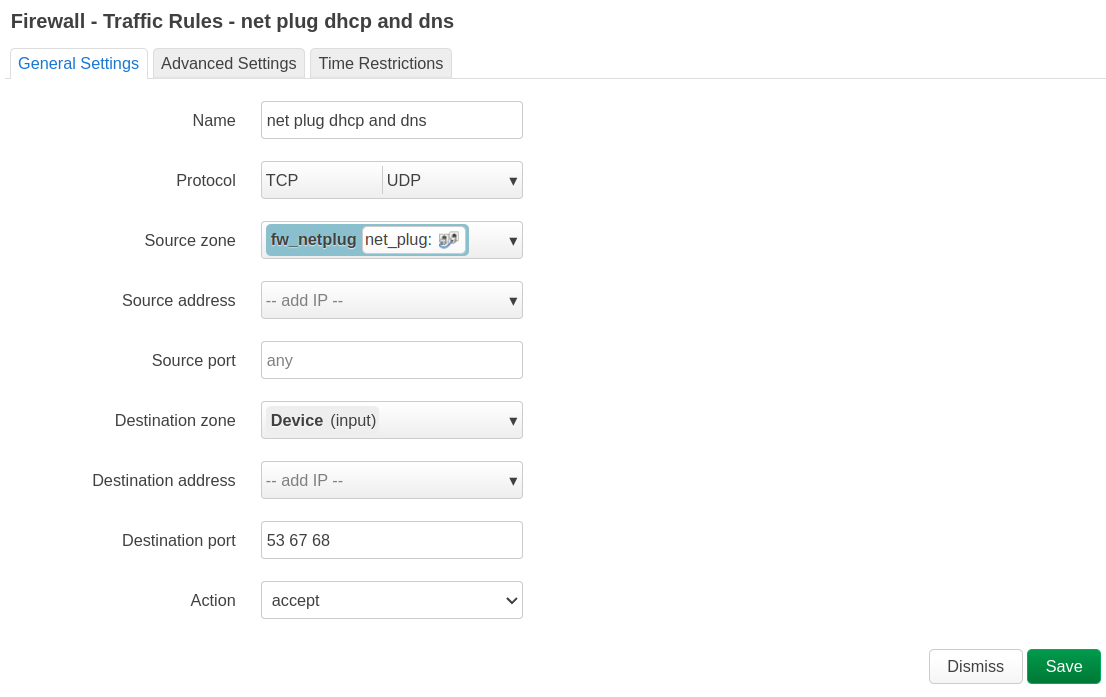 Firewall - Traffic Rules - net plug dhcp and dns
General Settings Advanced Settings Time Restrictions
Name net plug dhcp and dns
Protocol TCP UDP ▾
Source zone fw_netplug net_plug: ▾
Source address -- add IP -- ▾
Source port any
Destination zone Device (input) ▾
Destination address -- add IP -- ▾
Destination port 53 67 68
Action accept
Dismiss Save